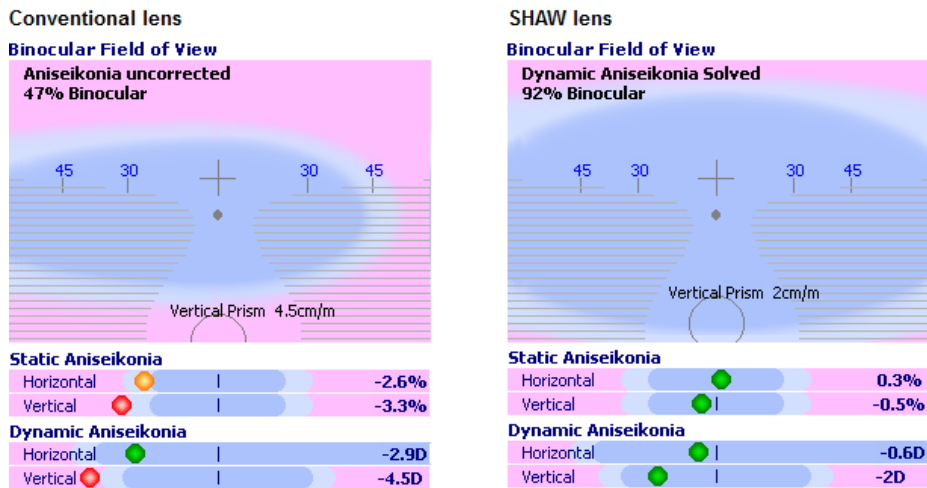 Conventional lens
Binocular Field of View
Aniseikonia uncorrected
47% Binocular
45 30 30 45
Vertical Prism 4.5cm/m
Static Aniseikonia
Horizontal -2.6%
Vertical -3.3%
Dynamic Aniseikonia
Horizontal -2.9D
Vertical -4.5D
SHAW lens
Binocular Field of View
Dynamic Aniseikonia Solved
92% Binocular
45 30 30 45
Vertical Prism 2cm/m
Static Aniseikonia
Horizontal 0.3%
Vertical -0.5%
Dynamic Aniseikonia
Horizontal -0.6D
Vertical -2D